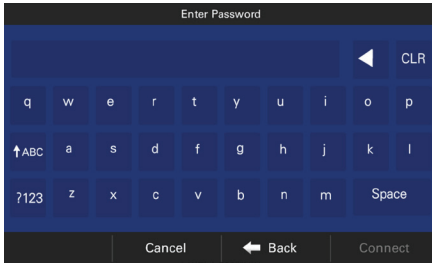 Enter Password
CLR
q w e r t y u i o p
ABC a s d f g h j k l
?123 z x c v b n m Space
Cancel Back Connect